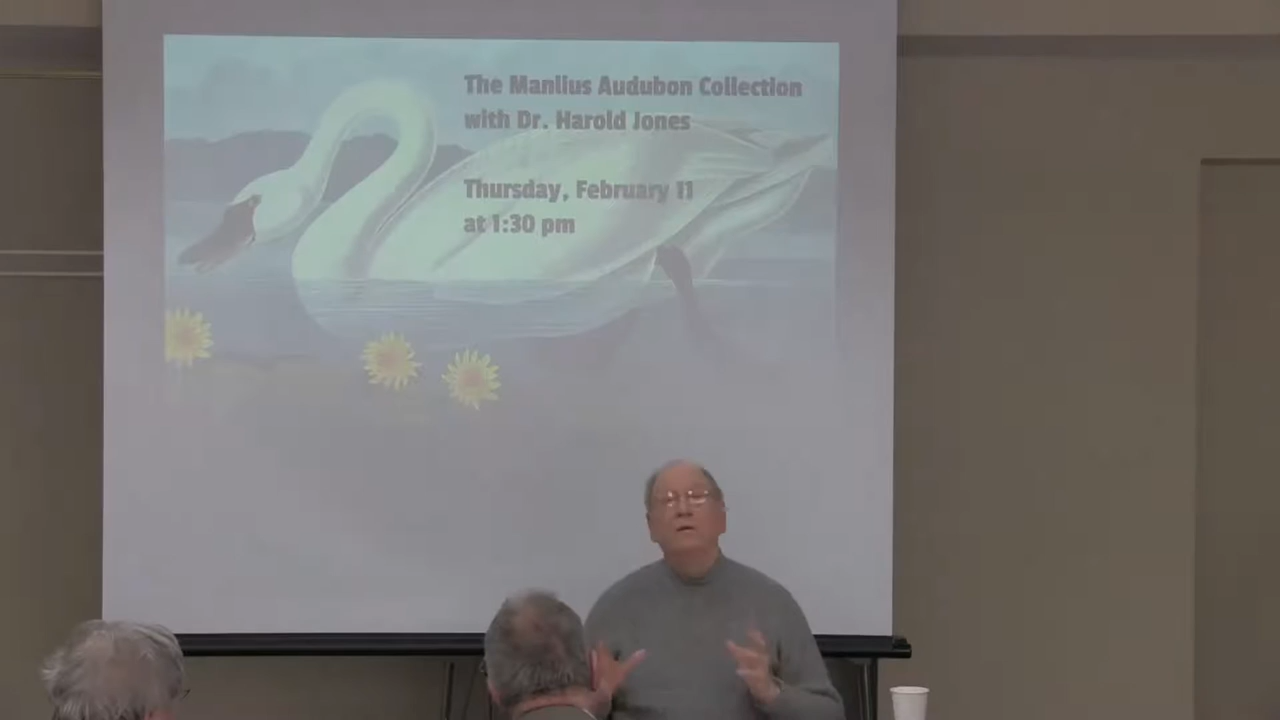 The Manlius Audubon Collection
with Dr. Harold Jones
Thursday, February 11
at 1:30 pm